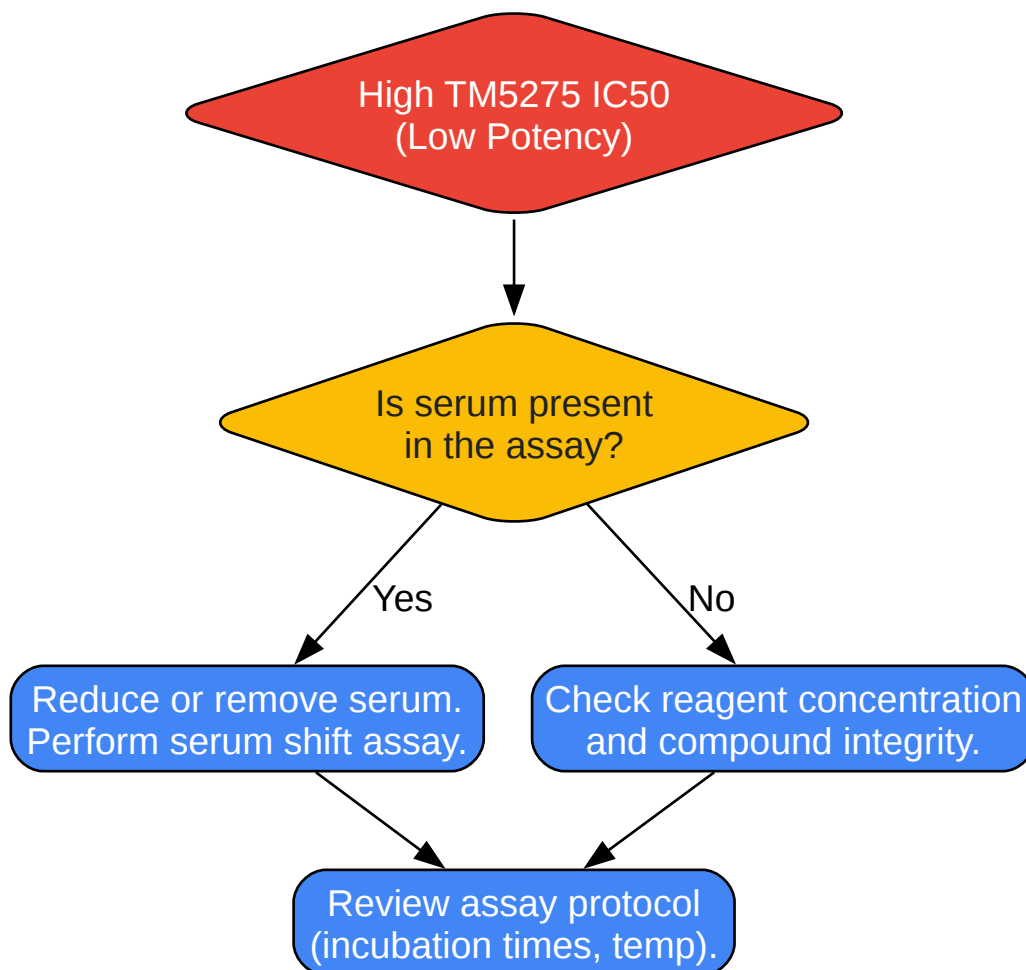 High TM5275 IC50
(Low Potency)
Is serum present
in the assay?
Yes
No
Reduce or remove serum.
Perform serum shift assay.
Check reagent concentration
and compound integrity.
Review assay protocol
(incubation times, temp).